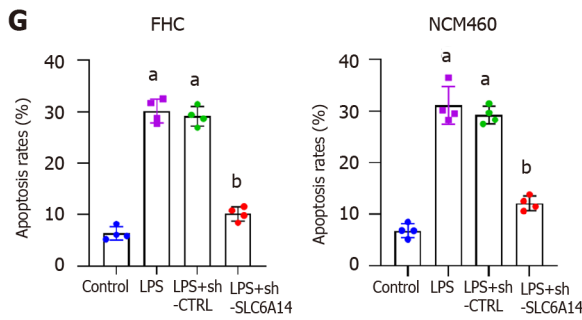 G
FHC
Apoptosis rates (%)
40
30
20
10
0
a
a
b
Control
LPS
LPS+sh
-CTRL
LPS+sh
-SLC6A14
NCM460
Apoptosis rates (%)
40
30
20
10
0
a
a
b
Control
LPS
LPS+sh
-CTRL
LPS+sh
-SLC6A14